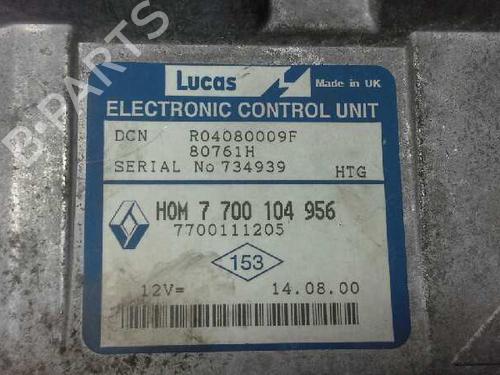 Lucas Made in UK
ELECTRONIC CONTROL UNIT
DCN R04080009F
80761H
SERIAL No 734939 HTG
HOM 7 700 104 956
7700111205
153
12V= 14.08.00
B-PARTS